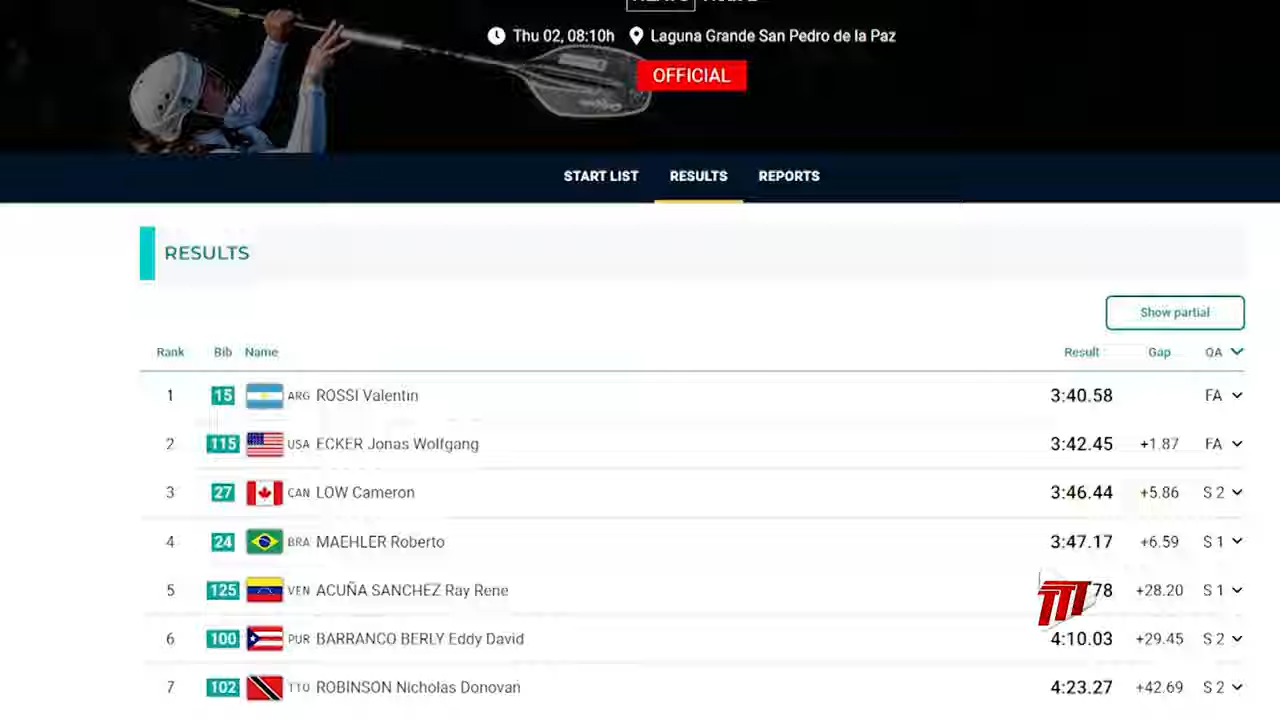 Thu 02, 08:10h Laguna Grande San Pedro de la Paz
OFFICIAL
START LIST RESULTS REPORTS
RESULTS
Show partial
Rank Bib Name Result Gap QA
1 15 ARG ROSSI Valentin 3:40.58 FA
2 115 USA ECKER Jonas Wolfgang 3:42.45 +1.87 FA
3 27 CAN LOW Cameron 3:46.44 +5.86 S 2
4 24 BRA MAEHLER Roberto 3:47.17 +6.59 S 1
5 125 VEN ACUÑA SANCHEZ Ray Rene 78 +28.20 S 1
6 100 PUR BARRANCO BERLY Eddy David 4:10.03 +29.45 S 2
7 102 TTO ROBINSON Nicholas Donovan 4:23.27 +42.69 S 2